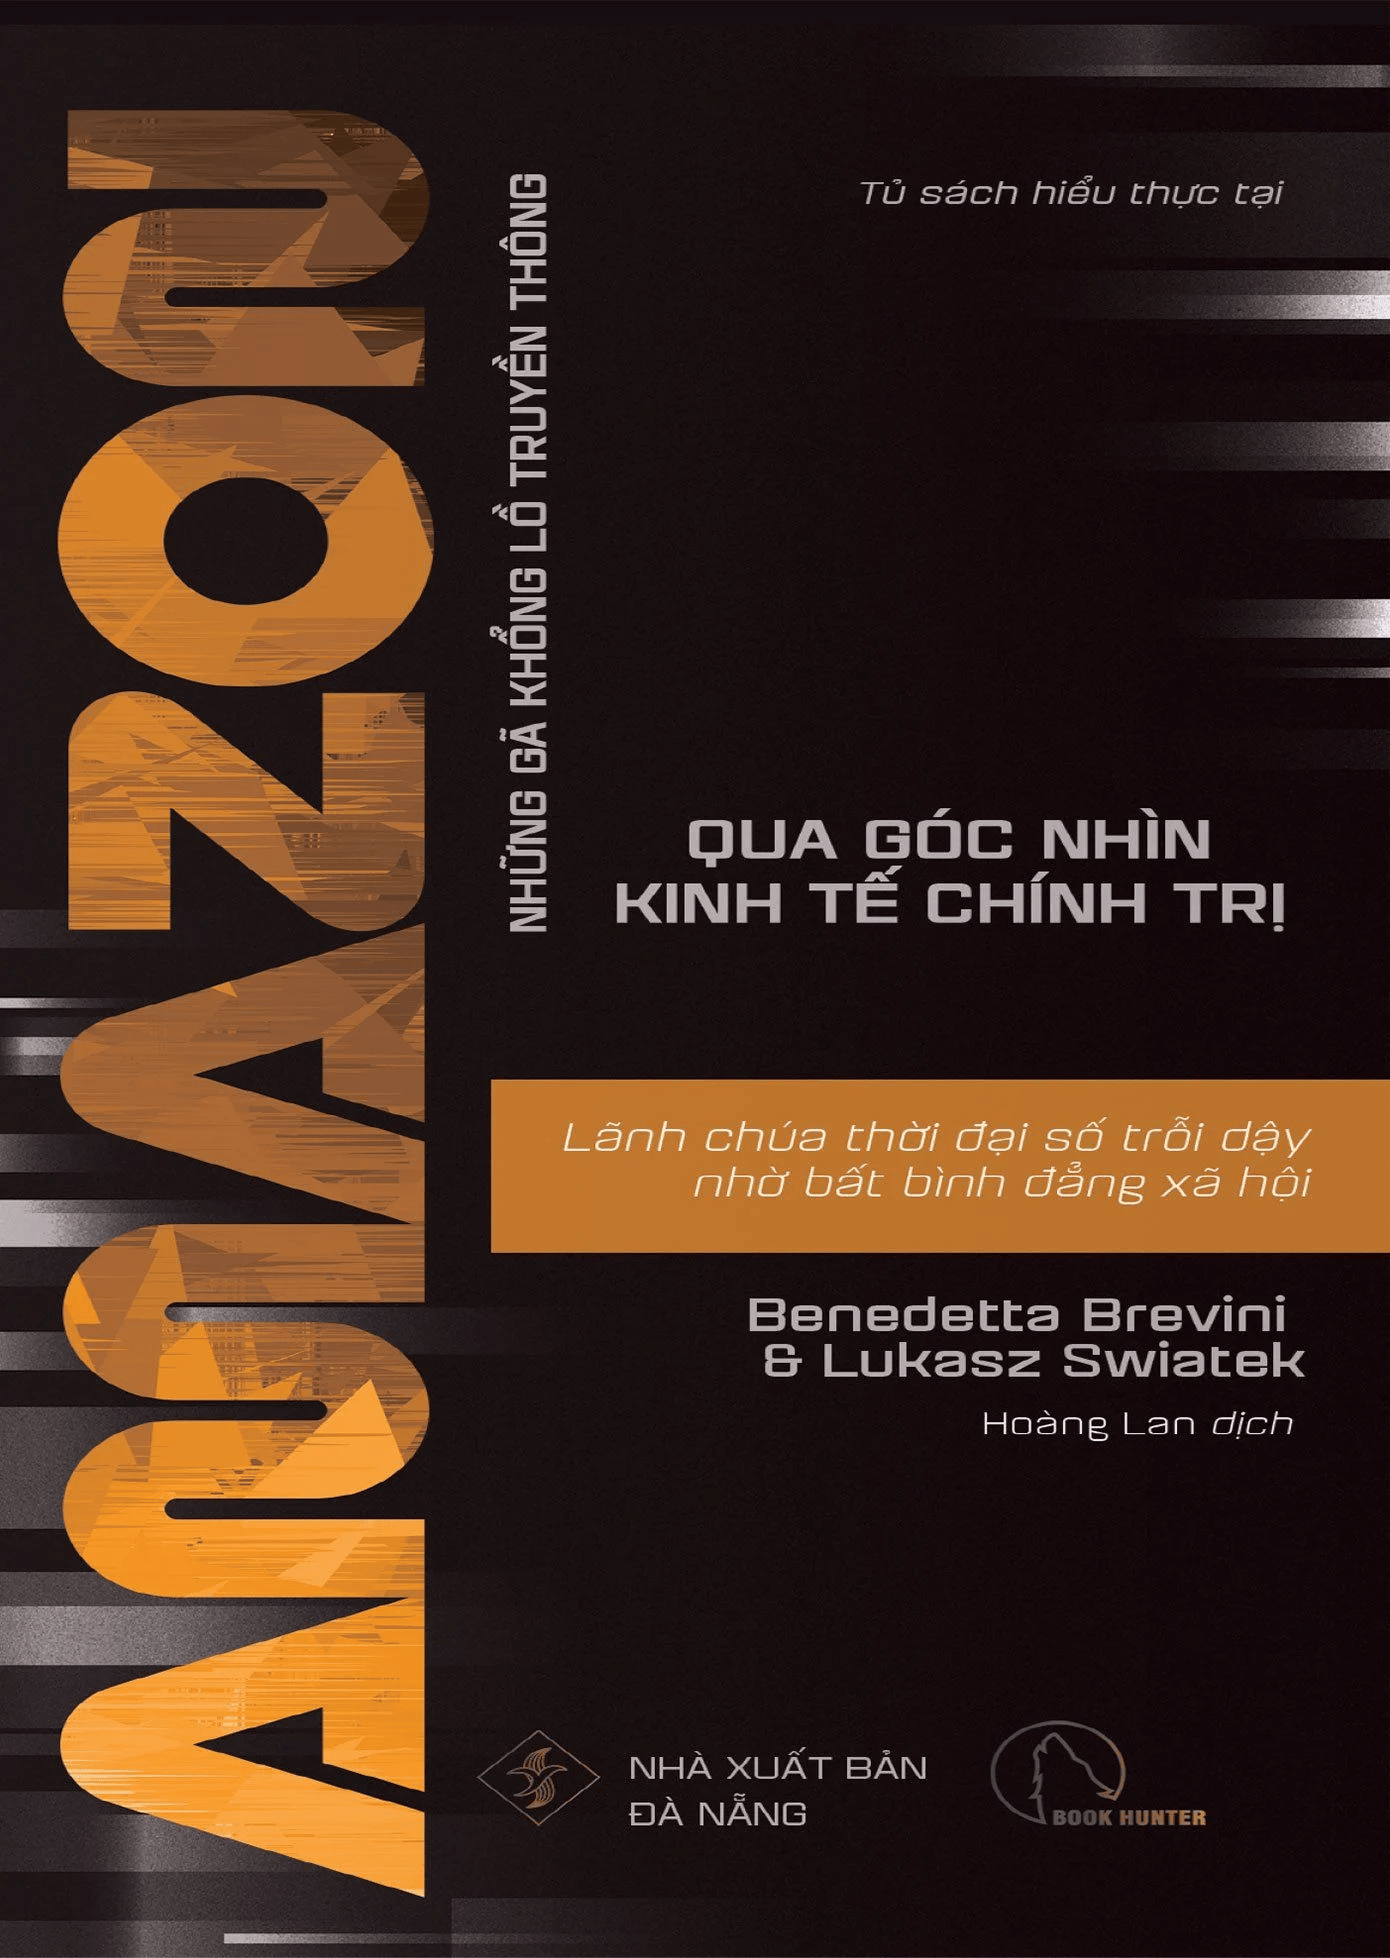 AMAZON
NHỮNG GÃ KHỔNG LỒ TRUYỀN THÔNG
Tủ sách hiểu thực tại
QUA GÓC NHÌN
KINH TẾ CHÍNH TRỊ
Lãnh chúa thời đại số trỗi dậy
nhờ bất bình đẳng xã hội
Benedetta Brevini
& Lukasz Swiatek
Hoàng Lan dịch
NHÀ XUẤT BẢN
ĐÀ NẴNG
BOOK HUNTER